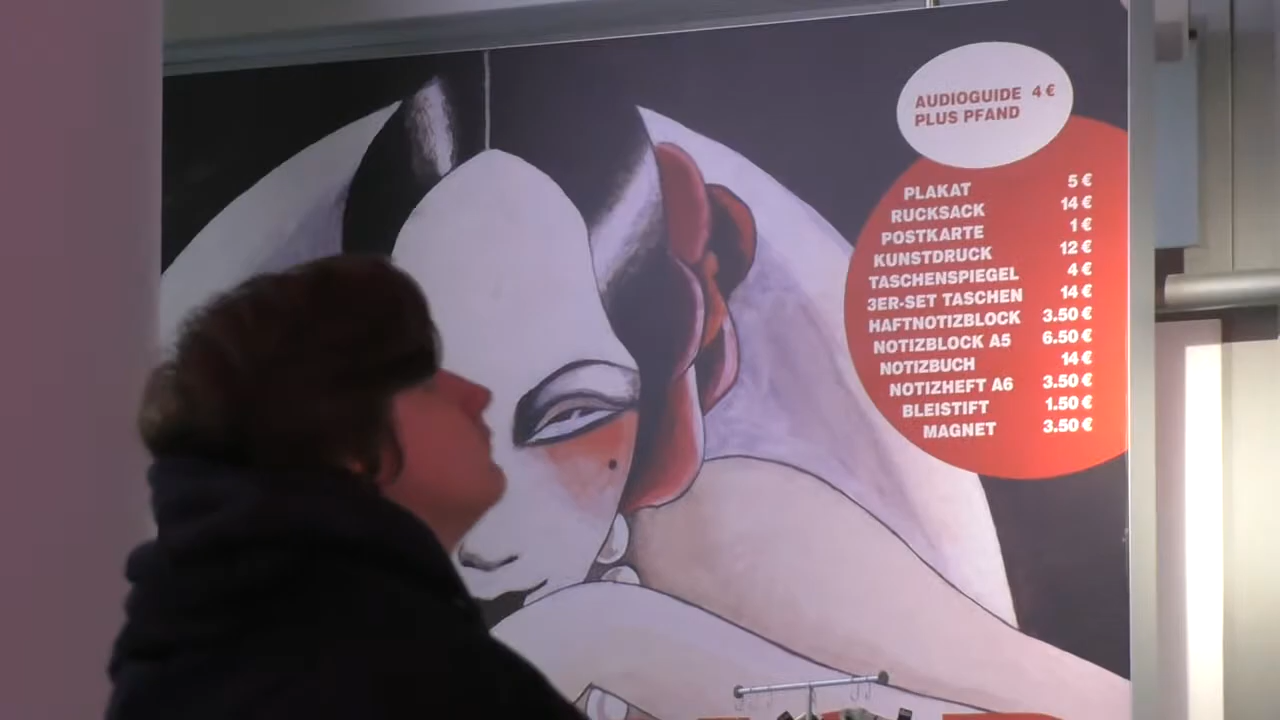 AUDIOGUIDE 4 €
PLUS PFAND
PLAKAT 5 €
RUCKSACK 14 €
POSTKARTE 1 €
KUNSTDRUCK 12 €
TASCHENSPIEGEL 4 €
3ER-SET TASCHEN 14 €
HAFTNOTIZBLOCK 3.50 €
NOTIZBLOCK A5 6.50 €
NOTIZBUCH 14 €
NOTIZHEFT A6 3.50 €
BLEISTIFT 1.50 €
MAGNET 3.50 €